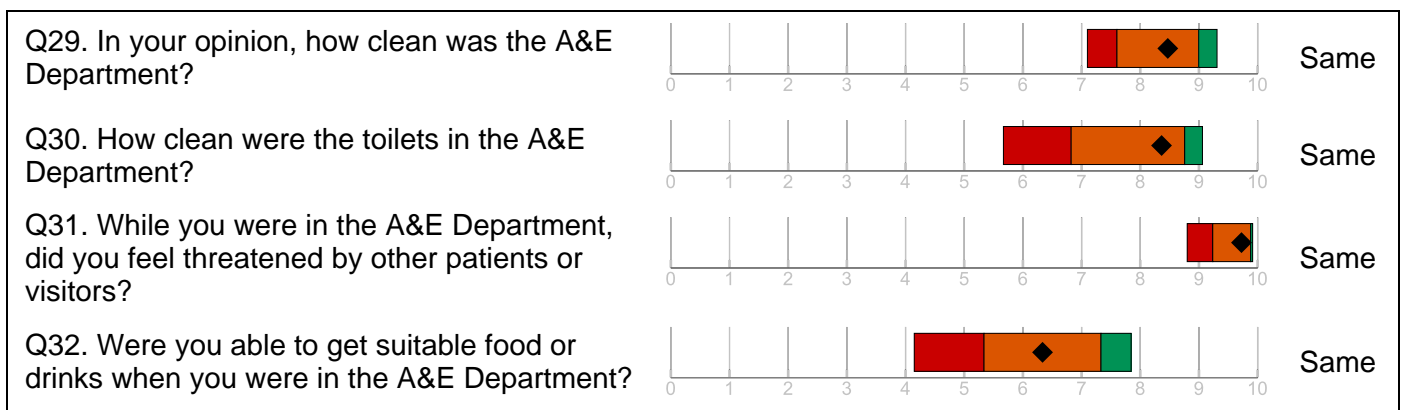 Q29. In your opinion, how clean was the A&E
Department?
Same
0 1 2 3 4 5 6 7 8 9 10
Q30. How clean were the toilets in the A&E
Department?
Same
0 1 2 3 4 5 6 7 8 9 10
Q31. While you were in the A&E Department,
did you feel threatened by other patients or
visitors?
Same
0 1 2 3 4 5 6 7 8 9 10
Q32. Were you able to get suitable food or
drinks when you were in the A&E Department?
Same
0 1 2 3 4 5 6 7 8 9 10